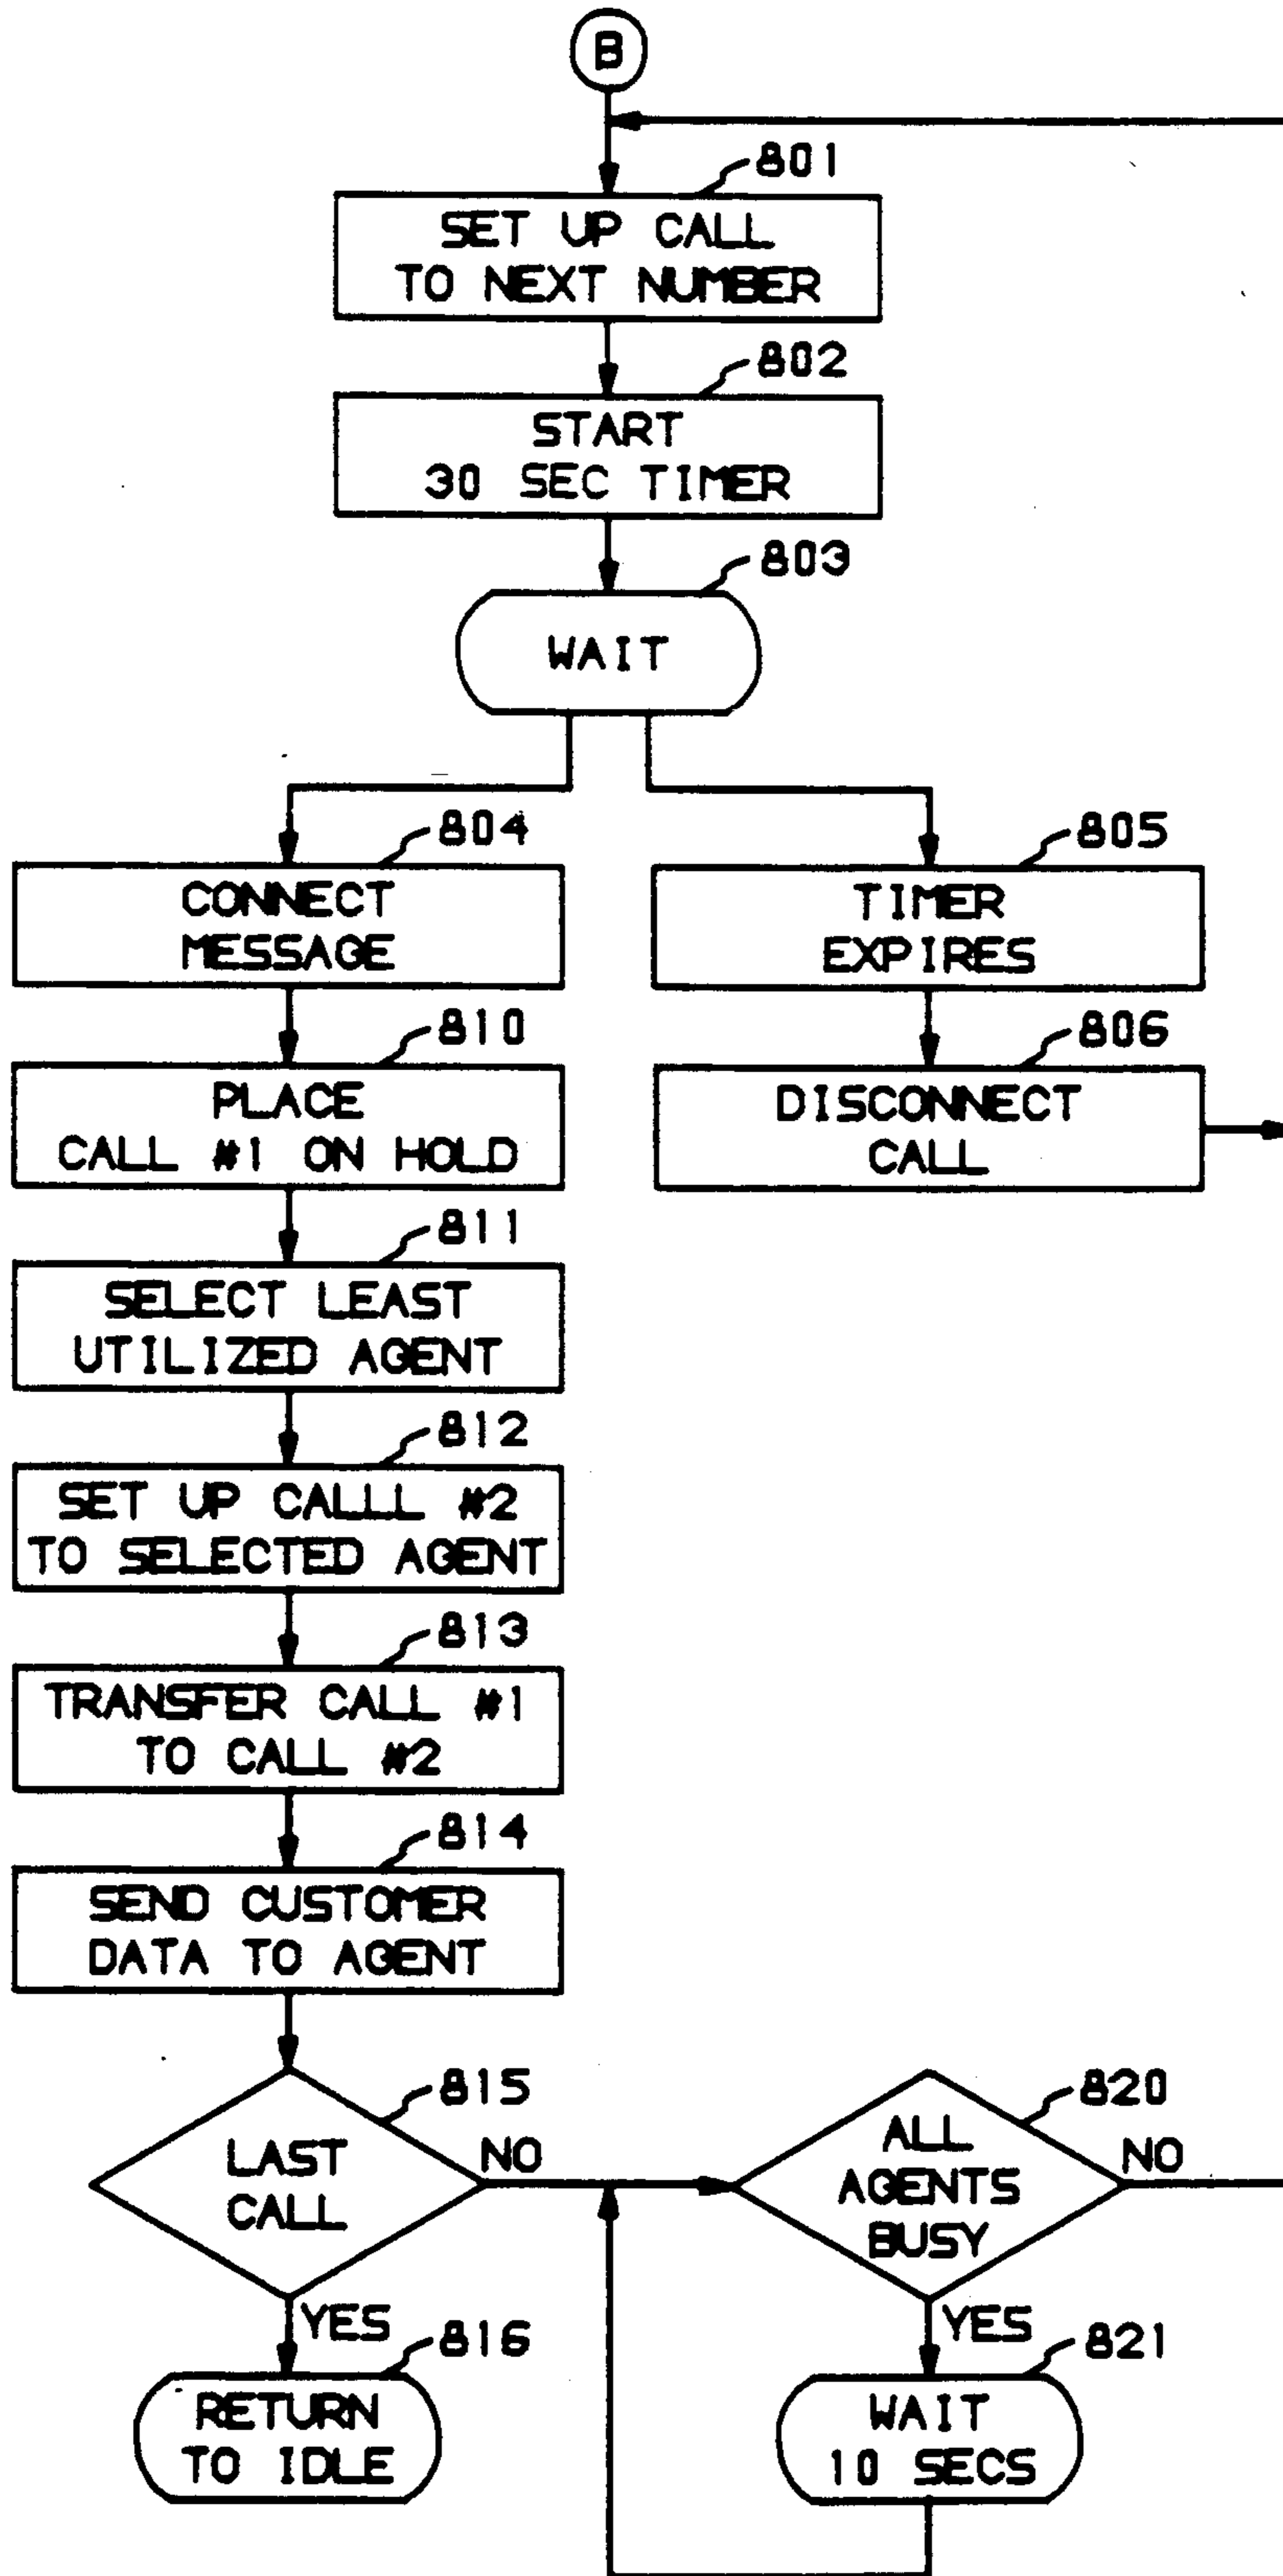 B
801
SET UP CALL
TO NEXT NUMBER
802
START
30 SEC TIMER
803
WAIT
804
CONNECT
MESSAGE
805
TIMER
EXPIRES
810
PLACE
CALL #1 ON HOLD
806
DISCONNECT
CALL
811
SELECT LEAST
UTILIZED AGENT
812
SET UP CALLL #2
TO SELECTED AGENT
813
TRANSFER CALL #1
TO CALL #2
814
SEND CUSTOMER
DATA TO AGENT
815
LAST
CALL
NO
YES
820
ALL
AGENTS
BUSY
NO
YES
816
RETURN
TO IDLE
821
WAIT
10 SECS